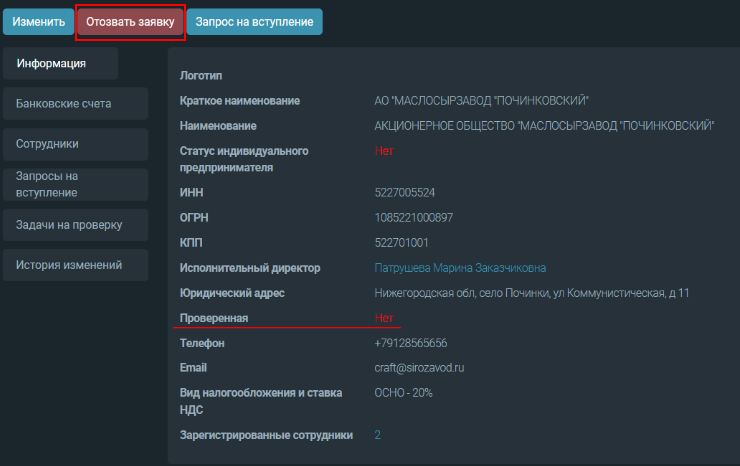 Изменить
Отозвать заявку
Запрос на вступление
Информация
Банковские счета
Сотрудники
Запросы на
вступление
Задачи на проверку
История изменений
Логотип
Краткое наименование АО "МАСЛОСЫРЗАВОД "ПОЧИНКОВСКИЙ"
Наименование АКЦИОНЕРНОЕ ОБЩЕСТВО "МАСЛОСЫРЗАВОД "ПОЧИНКОВСКИЙ"
Статус индивидуального Нет
предпринимателя
ИНН 5227005524
ОГРН 1085221000897
КПП 522701001
Исполнительный директор Патрушева Марина Заказчиковна
Юридический адрес Нижегородская обл, село Починки, ул Коммунистическая, д 11
Проверенная Нет
Телефон +79128565656
Email craft@sirozavod.ru
Вид налогообложения и ставка ОСНО - 20%
НДС
Зарегистрированные сотрудники 2